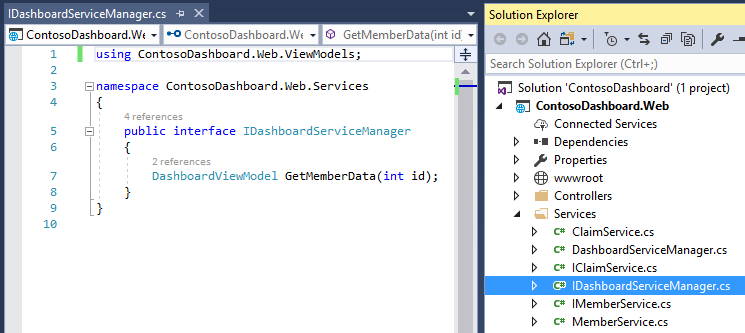 IDashboardServiceManager.cs
ContosoDashboard.We
ContosoDashboard.We
GetMemberData(int id)
1 using ContosoDashboard.Web.ViewModels;
2
3 namespace ContosoDashboard.Web.Services
4 {
4 references
5 public interface IDashboardServiceManager
6 {
2 references
7 DashboardViewModel GetMemberData(int id);
8 }
9 }
10
Solution Explorer
Search Solution Explorer (Ctrl+;)
Solution 'ContosoDashboard' (1 project)
ContosoDashboard.Web
Connected Services
Dependencies
Properties
wwwroot
Controllers
Services
C# ClaimService.cs
C# DashboardServiceManager.cs
C# IClaimService.cs
C# IDashboardServiceManager.cs
C# IMemberService.cs
C# MemberService.cs